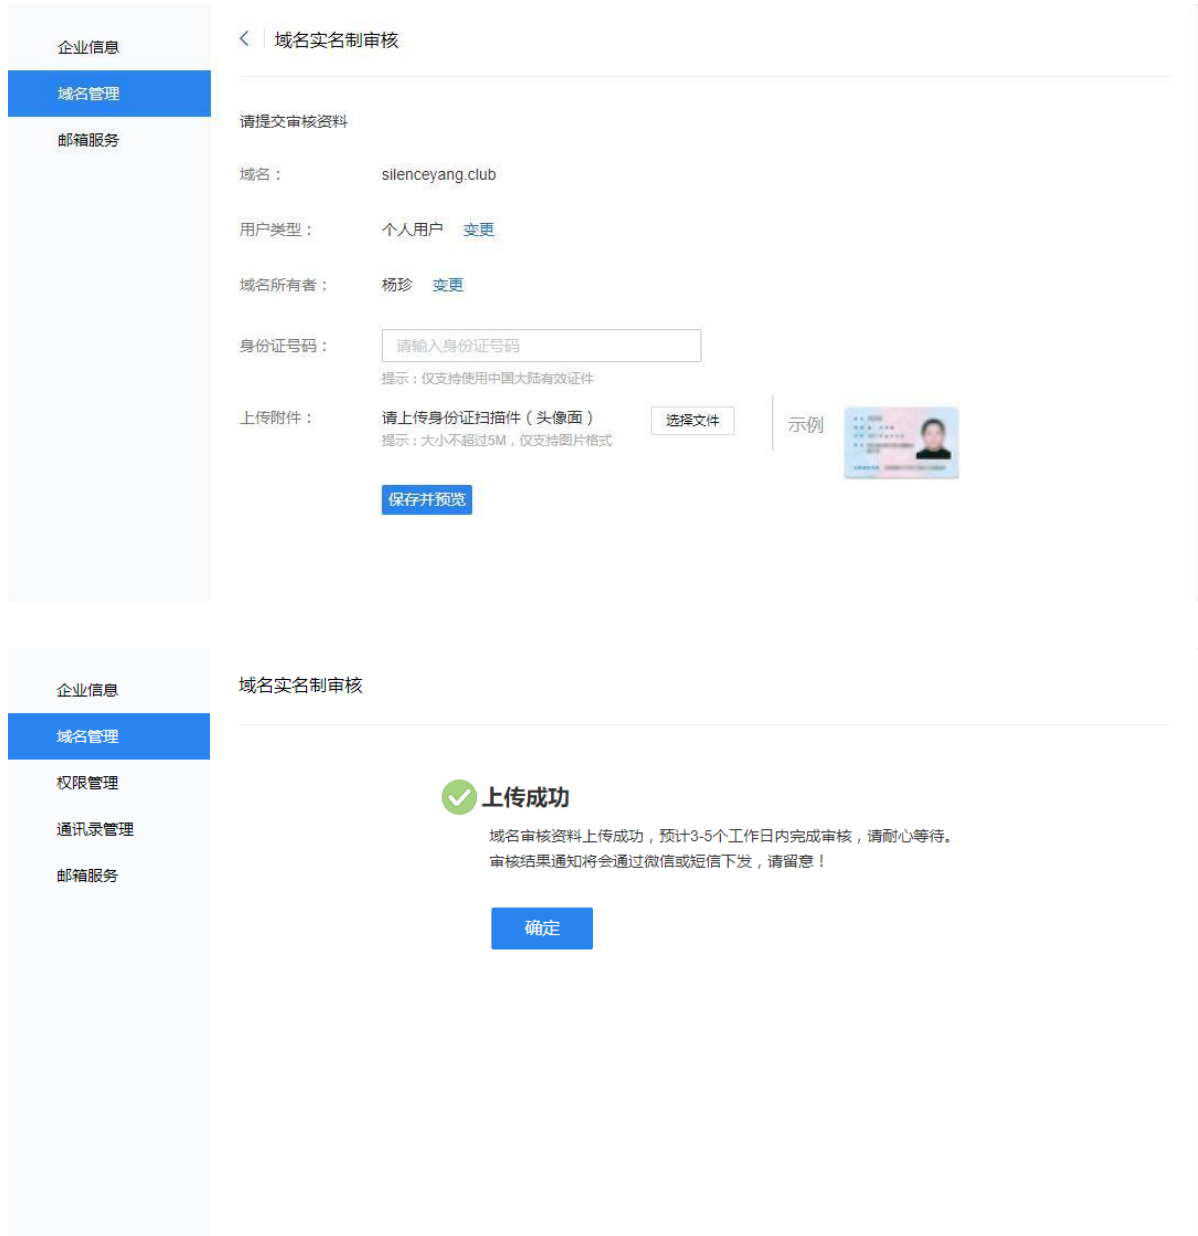 企业信息
域名管理
邮箱服务
域名实名制审核
请提交审核资料
域名： silenceyang.club
用户类型： 个人用户 变更
域名所有者： 杨珍 变更
身份证号码： 请输入身份证号码
提示：仅支持使用中国大陆有效证件
上传附件： 请上传身份证扫描件（头像面） 选择文件 示例
提示：大小不超过5M，仅支持图片格式
保存并预览
企业信息
域名管理
权限管理
通讯录管理
邮箱服务
域名实名制审核
上传成功
域名审核资料上传成功，预计3-5个工作日内完成审核，请耐心等待。
审核结果通知将会通过微信或短信下发，请留意！
确定